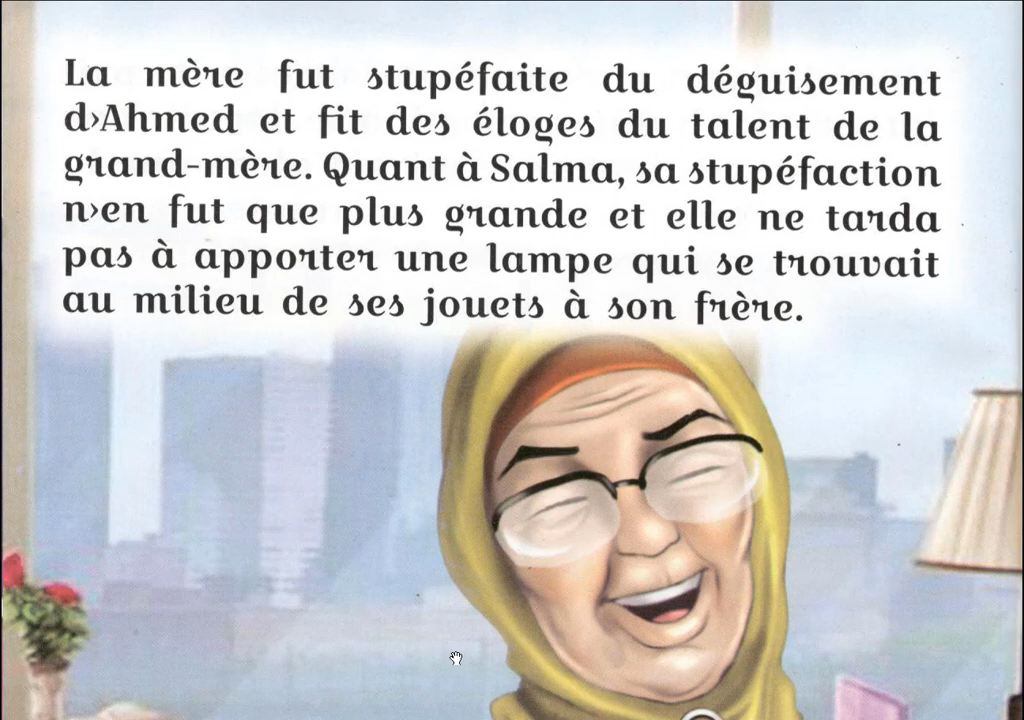 La mère fut stupéfaite du déguisement
d›Ahmed et fit des éloges du talent de la
grand-mère. Quant à Salma, sa stupéfaction
n›en fut que plus grande et elle ne tarda
pas à apporter une lampe qui se trouvait
au milieu de ses jouets à son frère.